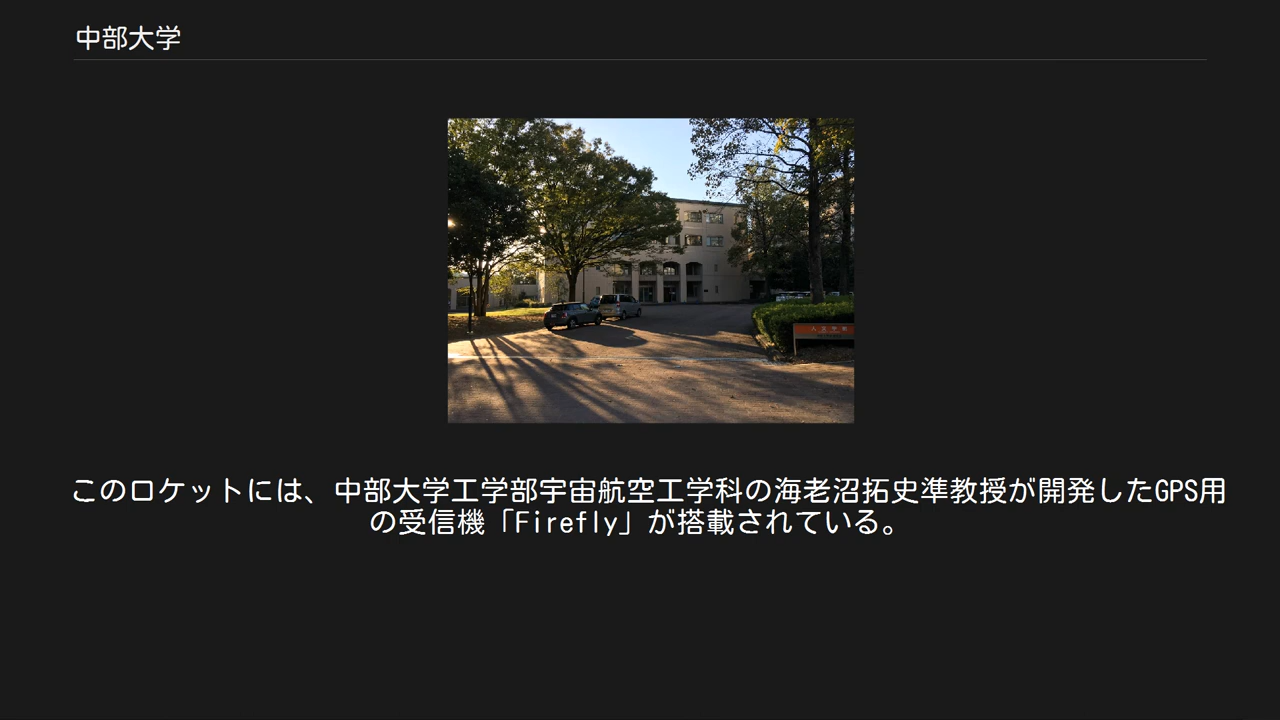 中部大学
このロケットには、中部大学工学部宇宙航空工学科の海老沼拓史準教授が開発したGPS用
の受信機「Firefly」が搭載されている。